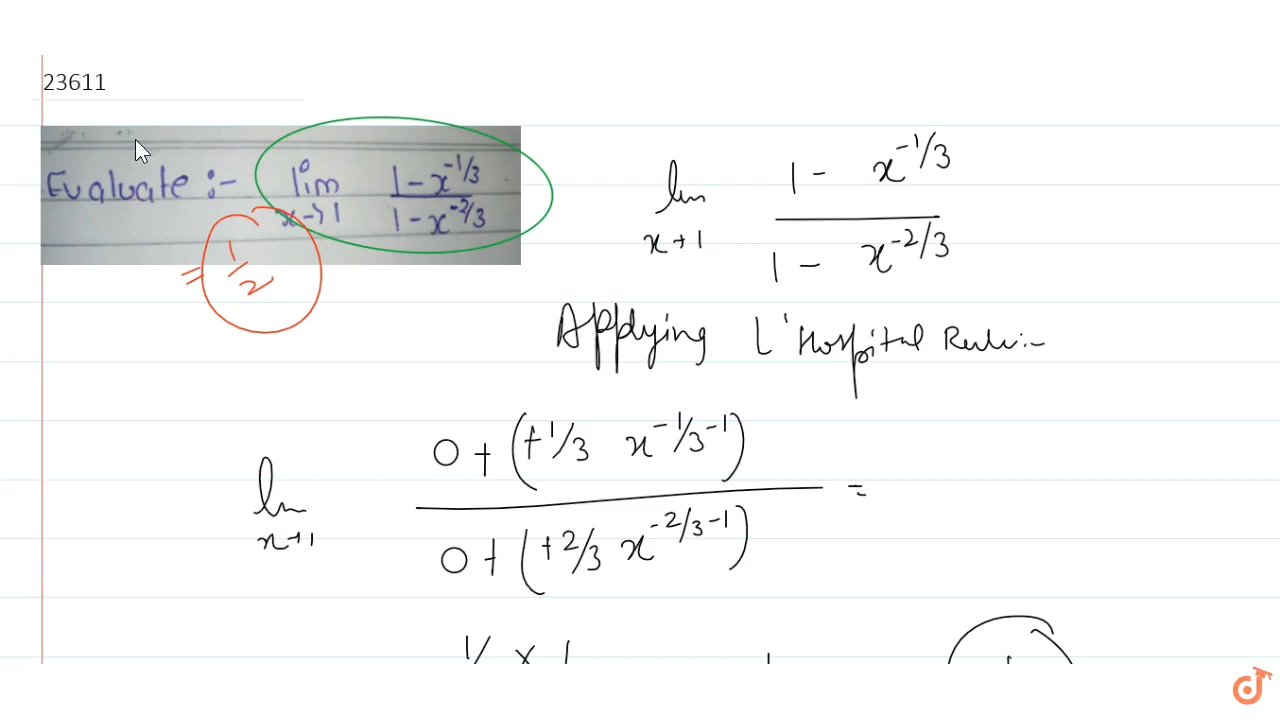 23611
Evaluate :- lim x→1 (1 - x^{-1/3}) / (1 - x^{-2/3})
= 1/2
lim x→1 (1 - x^{-1/3}) / (1 - x^{-2/3})
Applying L'Hospital Rule :-
lim x→1 (0 + (+1/3 x^{-1/3-1})) / (0 + (+2/3 x^{-2/3-1})) =